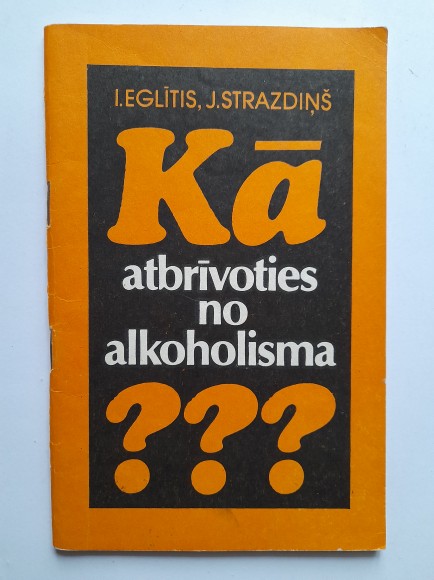 I.EGLĪTIS, J.STRAZDIŅŠ
Kā
atbrīvoties
no
alkoholisma
???